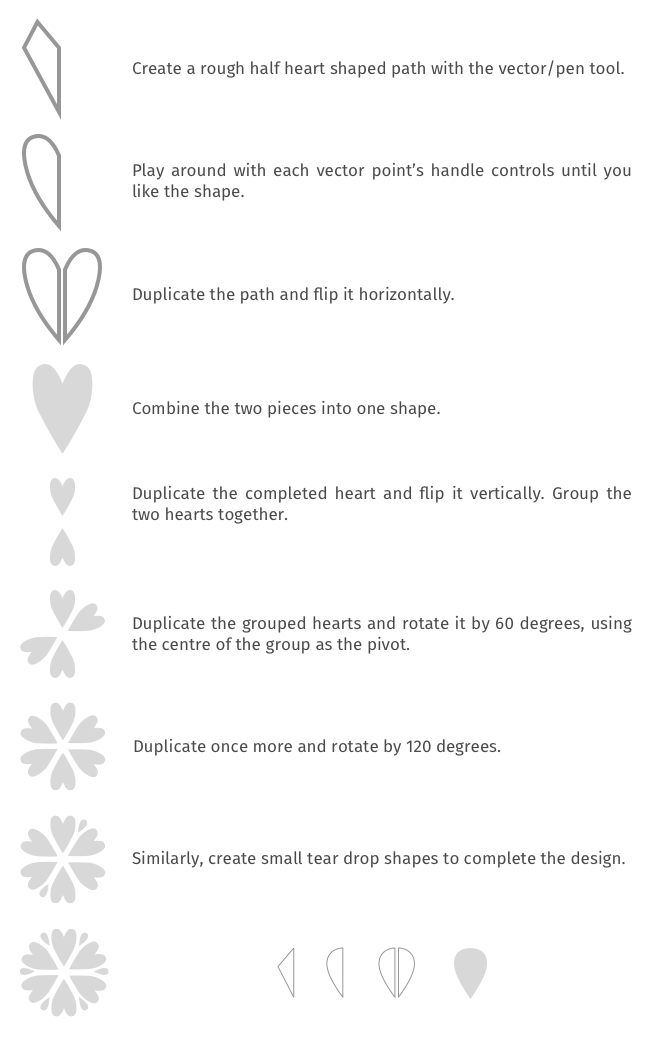 Create a rough half heart shaped path with the vector/pen tool.
Play around with each vector point’s handle controls until you
like the shape.
Duplicate the path and flip it horizontally.
Combine the two pieces into one shape.
Duplicate the completed heart and flip it vertically. Group the
two hearts together.
Duplicate the grouped hearts and rotate it by 60 degrees, using
the centre of the group as the pivot.
Duplicate once more and rotate by 120 degrees.
Similarly, create small tear drop shapes to complete the design.